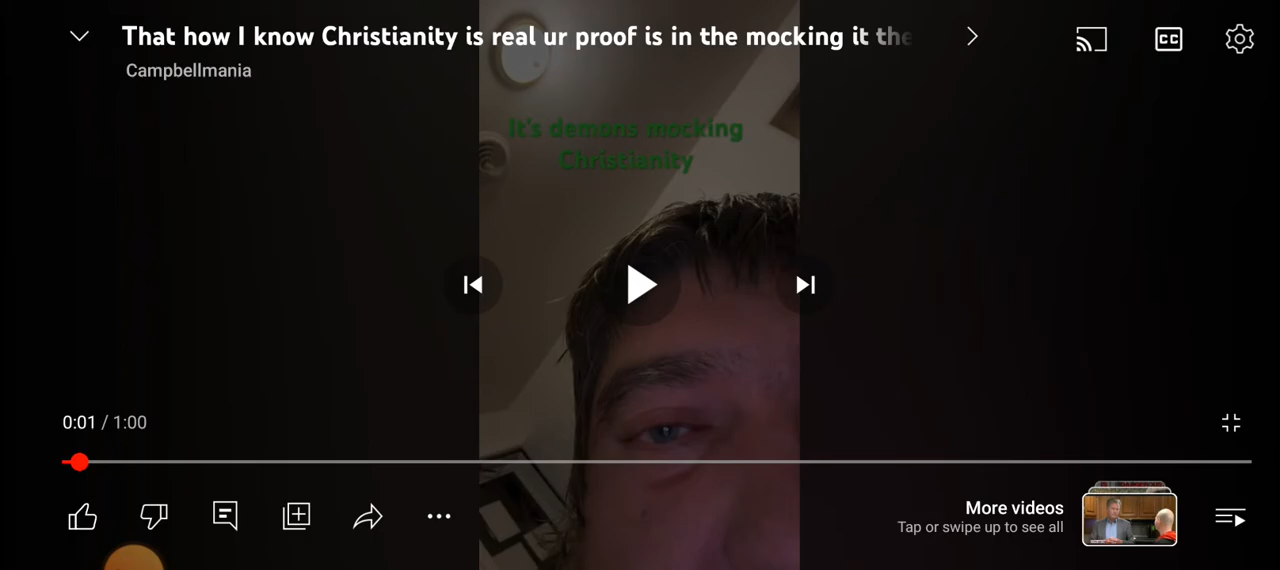 That how I know Christianity is real ur proof is in the mocking it the
Campbellmania
CC
It's demons mocking
Christianity
0:01 / 1:00
More videos
Tap or swipe up to see all